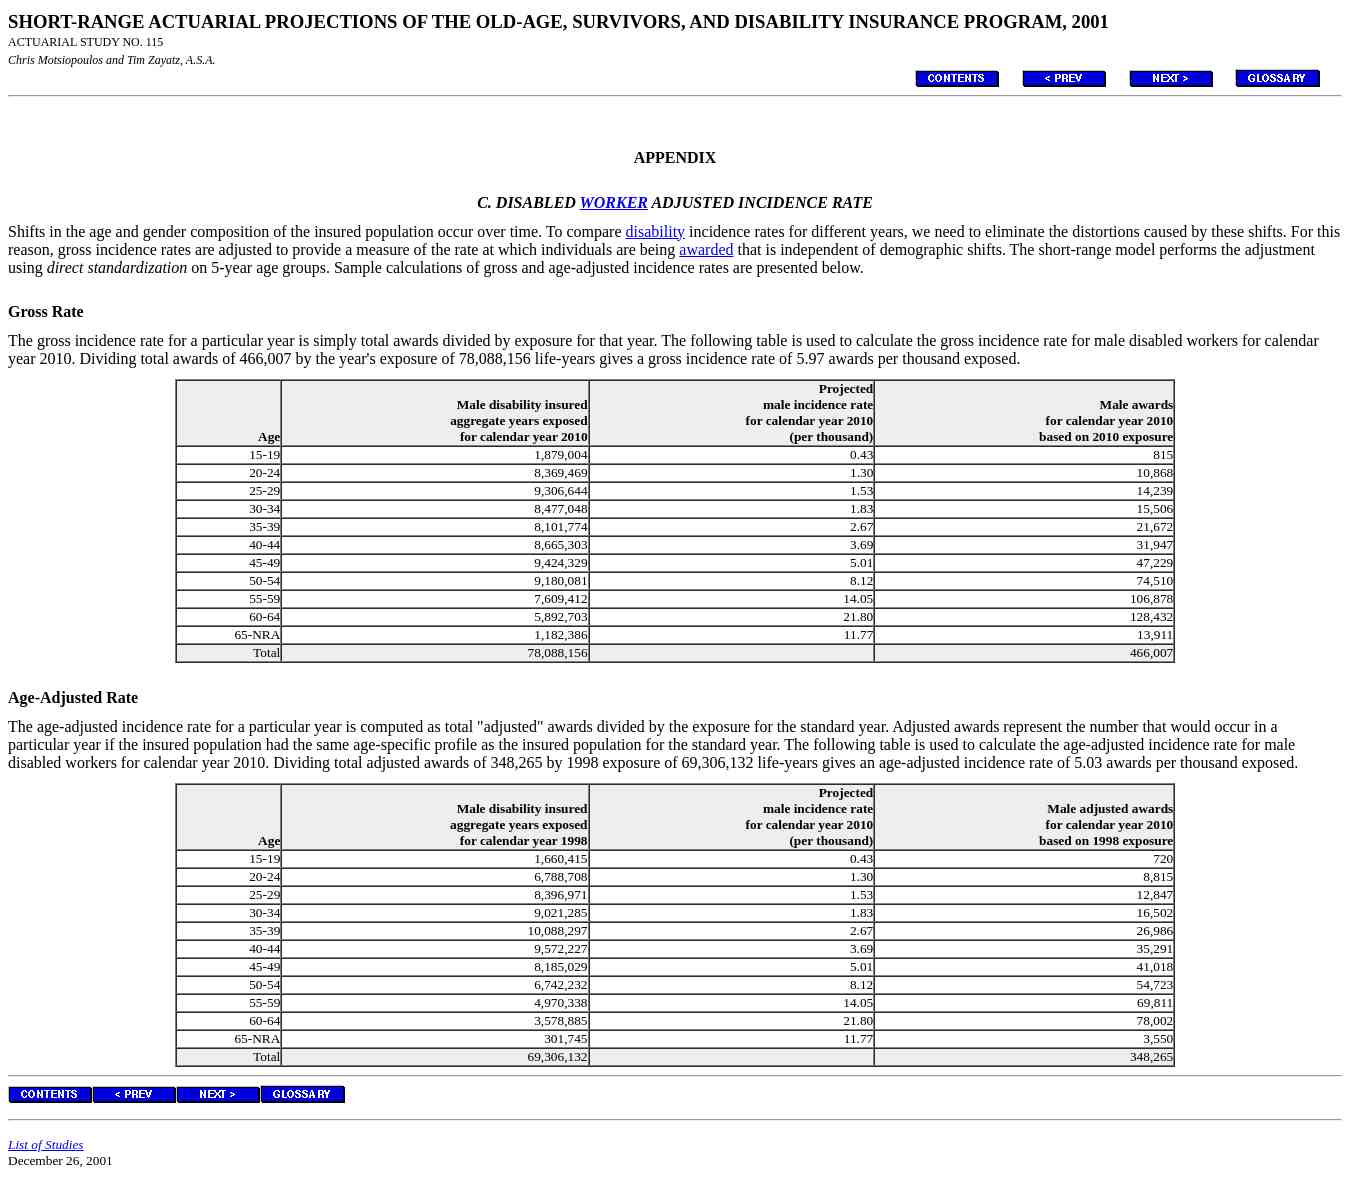 SHORT-RANGE ACTUARIAL PROJECTIONS OF THE OLD-AGE, SURVIVORS, AND DISABILITY INSURANCE PROGRAM, 2001
ACTUARIAL STUDY NO. 115
Chris Motsiopoulos and Tim Zayatz, A.S.A.
CONTENTS < PREV NEXT > GLOSSARY
APPENDIX
C. DISABLED WORKER ADJUSTED INCIDENCE RATE
Shifts in the age and gender composition of the insured population occur over time. To compare disability incidence rates for different years, we need to eliminate the distortions caused by these shifts. For this
reason, gross incidence rates are adjusted to provide a measure of the rate at which individuals are being awarded that is independent of demographic shifts. The short-range model performs the adjustment
using direct standardization on 5-year age groups. Sample calculations of gross and age-adjusted incidence rates are presented below.
Gross Rate
The gross incidence rate for a particular year is simply total awards divided by exposure for that year. The following table is used to calculate the gross incidence rate for male disabled workers for calendar
year 2010. Dividing total awards of 466,007 by the year's exposure of 78,088,156 life-years gives a gross incidence rate of 5.97 awards per thousand exposed.
Projected
Male disability insured male incidence rate Male awards
aggregate years exposed for calendar year 2010 for calendar year 2010
Age for calendar year 2010 (per thousand) based on 2010 exposure
15-19 1,879,004 0.43 815
20-24 8,369,469 1.30 10,868
25-29 9,306,644 1.53 14,239
30-34 8,477,048 1.83 15,506
35-39 8,101,774 2.67 21,672
40-44 8,665,303 3.69 31,947
45-49 9,424,329 5.01 47,229
50-54 9,180,081 8.12 74,510
55-59 7,609,412 14.05 106,878
60-64 5,892,703 21.80 128,432
65-NRA 1,182,386 11.77 13,911
Total 78,088,156 466,007
Age-Adjusted Rate
The age-adjusted incidence rate for a particular year is computed as total "adjusted" awards divided by the exposure for the standard year. Adjusted awards represent the number that would occur in a
particular year if the insured population had the same age-specific profile as the insured population for the standard year. The following table is used to calculate the age-adjusted incidence rate for male
disabled workers for calendar year 2010. Dividing total adjusted awards of 348,265 by 1998 exposure of 69,306,132 life-years gives an age-adjusted incidence rate of 5.03 awards per thousand exposed.
Projected
Male disability insured male incidence rate Male adjusted awards
aggregate years exposed for calendar year 2010 for calendar year 2010
Age for calendar year 1998 (per thousand) based on 1998 exposure
15-19 1,660,415 0.43 720
20-24 6,788,708 1.30 8,815
25-29 8,396,971 1.53 12,847
30-34 9,021,285 1.83 16,502
35-39 10,088,297 2.67 26,986
40-44 9,572,227 3.69 35,291
45-49 8,185,029 5.01 41,018
50-54 6,742,232 8.12 54,723
55-59 4,970,338 14.05 69,811
60-64 3,578,885 21.80 78,002
65-NRA 301,745 11.77 3,550
Total 69,306,132 348,265
CONTENTS < PREV NEXT > GLOSSARY
List of Studies
December 26, 2001